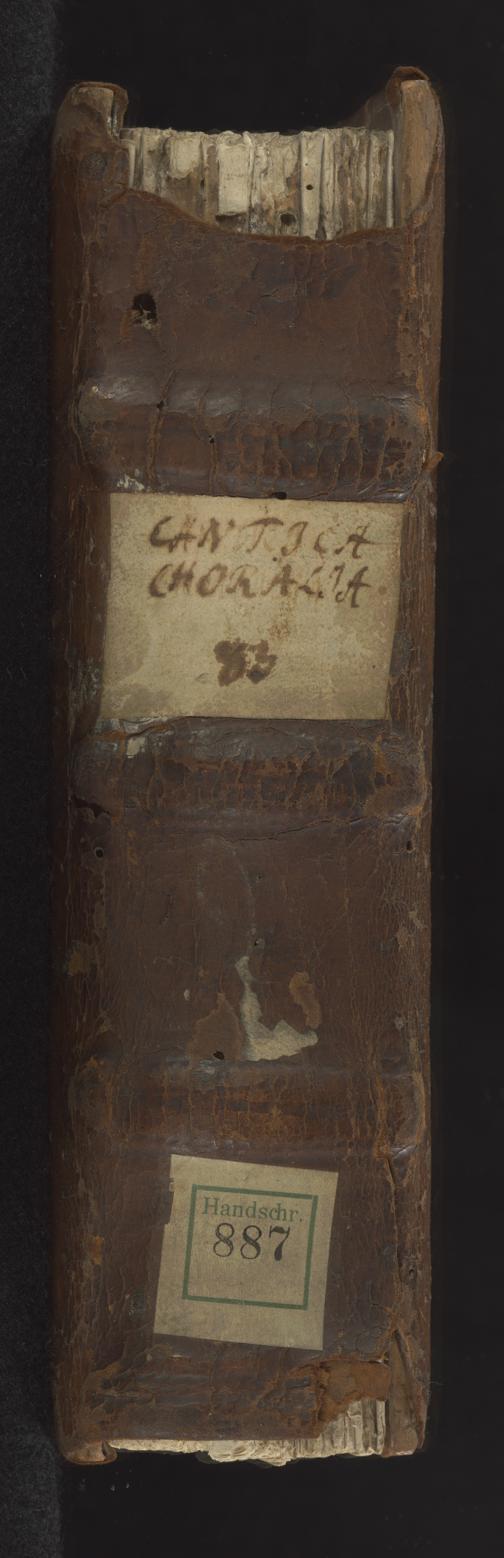 CANTICA
CHORALIA.
83
Handschr.
887